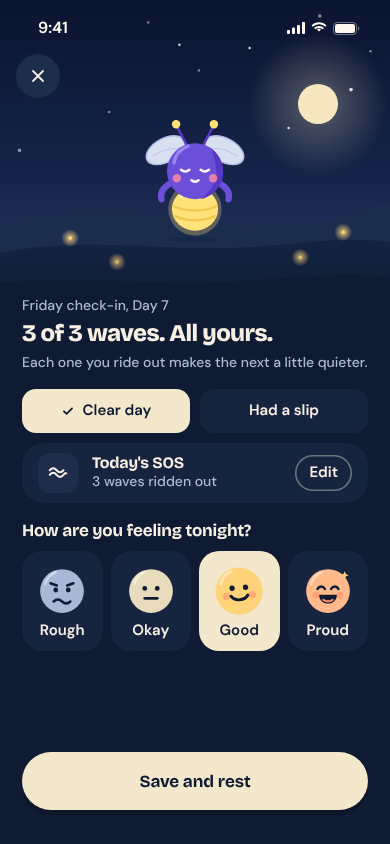 9:41
Friday check-in, Day 7
3 of 3 waves. All yours.
Each one you ride out makes the next a little quieter.
Clear day
Had a slip
Today's SOS
3 waves ridden out
Edit
How are you feeling tonight?
Rough
Okay
Good
Proud
Save and rest